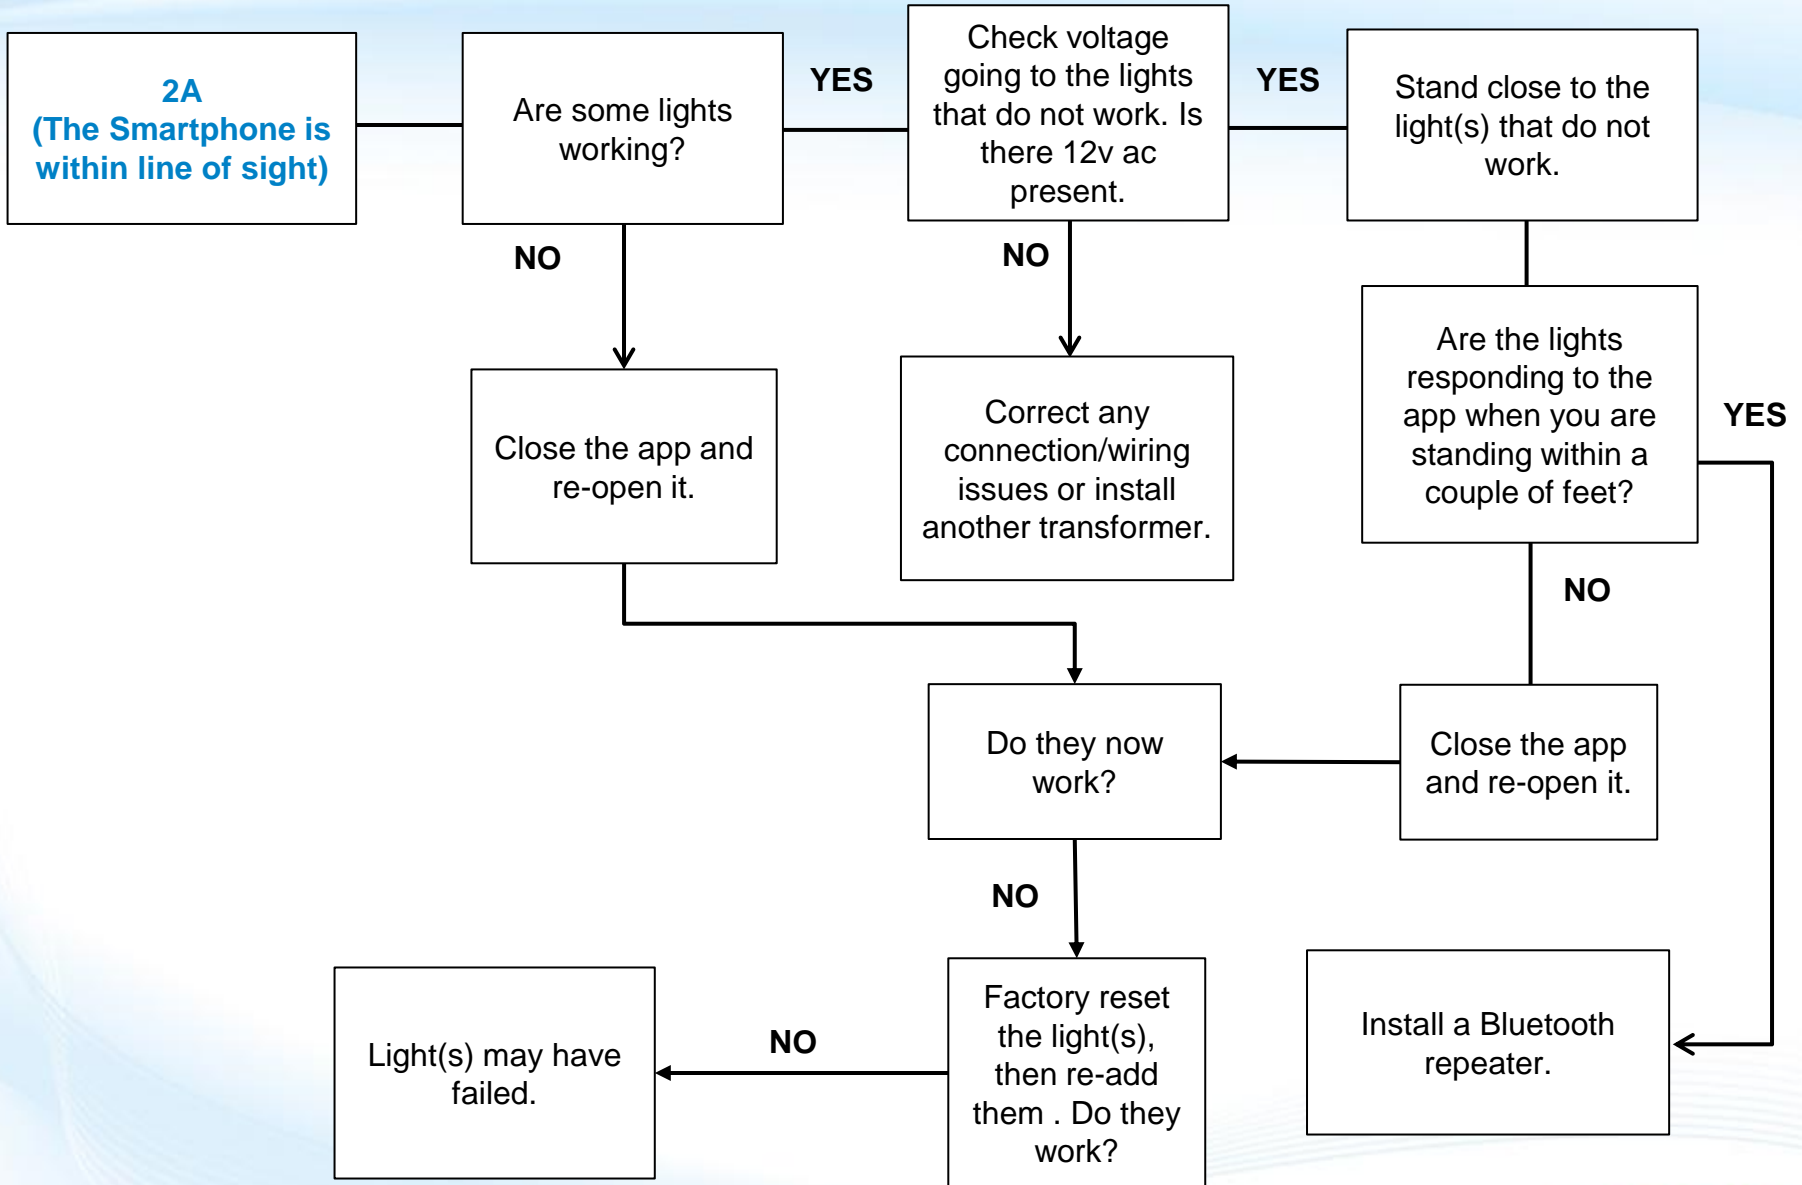 2A
(The Smartphone is
within line of sight)
Are some lights
working?
YES
Check voltage
going to the lights
that do not work. Is
there 12v ac
present.
YES
Stand close to the
light(s) that do not
work.
NO
NO
Close the app and
re-open it.
Correct any
connection/wiring
issues or install
another transformer.
Are the lights
responding to the
app when you are
standing within a
couple of feet?
YES
NO
Do they now
work?
Close the app
and re-open it.
NO
Light(s) may have
failed.
NO
Factory reset
the light(s),
then re-add
them . Do they
work?
Install a Bluetooth
repeater.